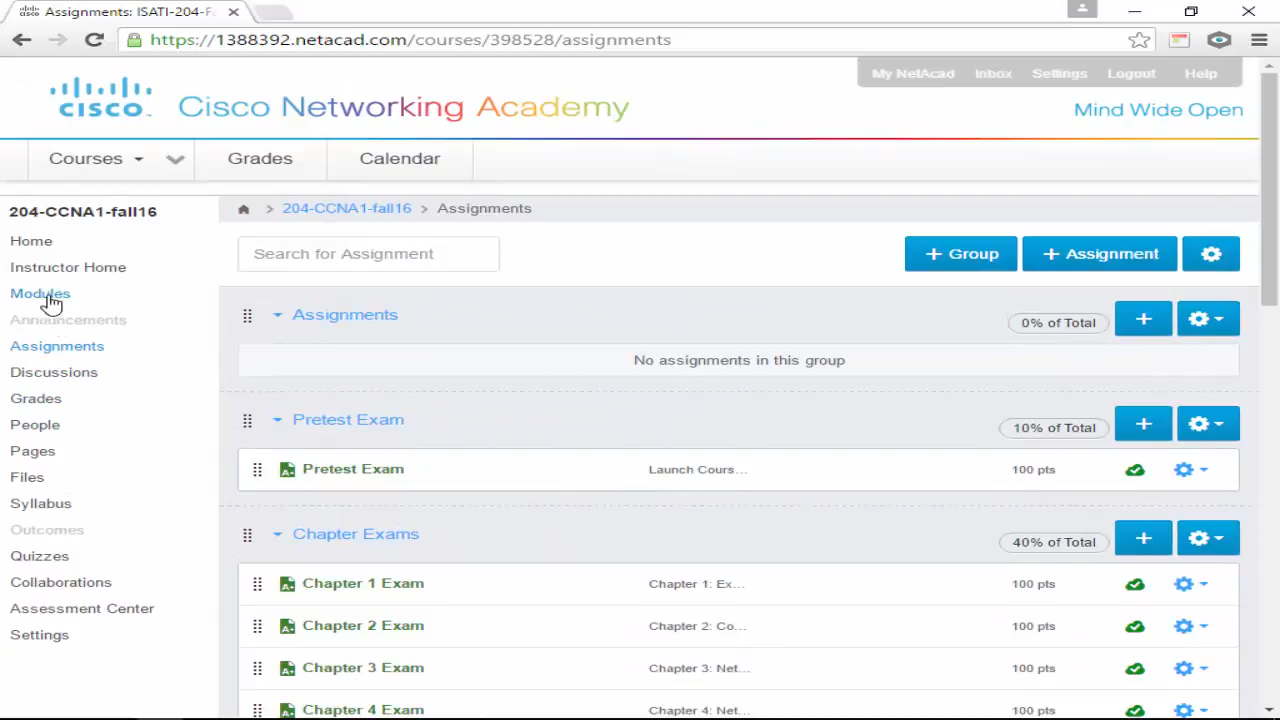 Assignments: ISATI-204-F
https://1388392.netacad.com/courses/398528/assignments
My NetAcad Inbox Settings Logout Help
CISCO Cisco Networking Academy Mind Wide Open
Courses Grades Calendar
204-CCNA1-fall16
Home
Instructor Home
Modules
Announcements
Assignments
Discussions
Grades
People
Pages
Files
Syllabus
Outcomes
Quizzes
Collaborations
Assessment Center
Settings
> 204-CCNA1-fall16 > Assignments
Search for Assignment + Group + Assignment
Assignments 0% of Total +
No assignments in this group
Pretest Exam 10% of Total +
Pretest Exam Launch Cours... 100 pts
Chapter Exams 40% of Total +
Chapter 1 Exam Chapter 1: Ex... 100 pts
Chapter 2 Exam Chapter 2: Co... 100 pts
Chapter 3 Exam Chapter 3: Net... 100 pts
Chapter 4 Exam Chapter 4: Net... 100 pts